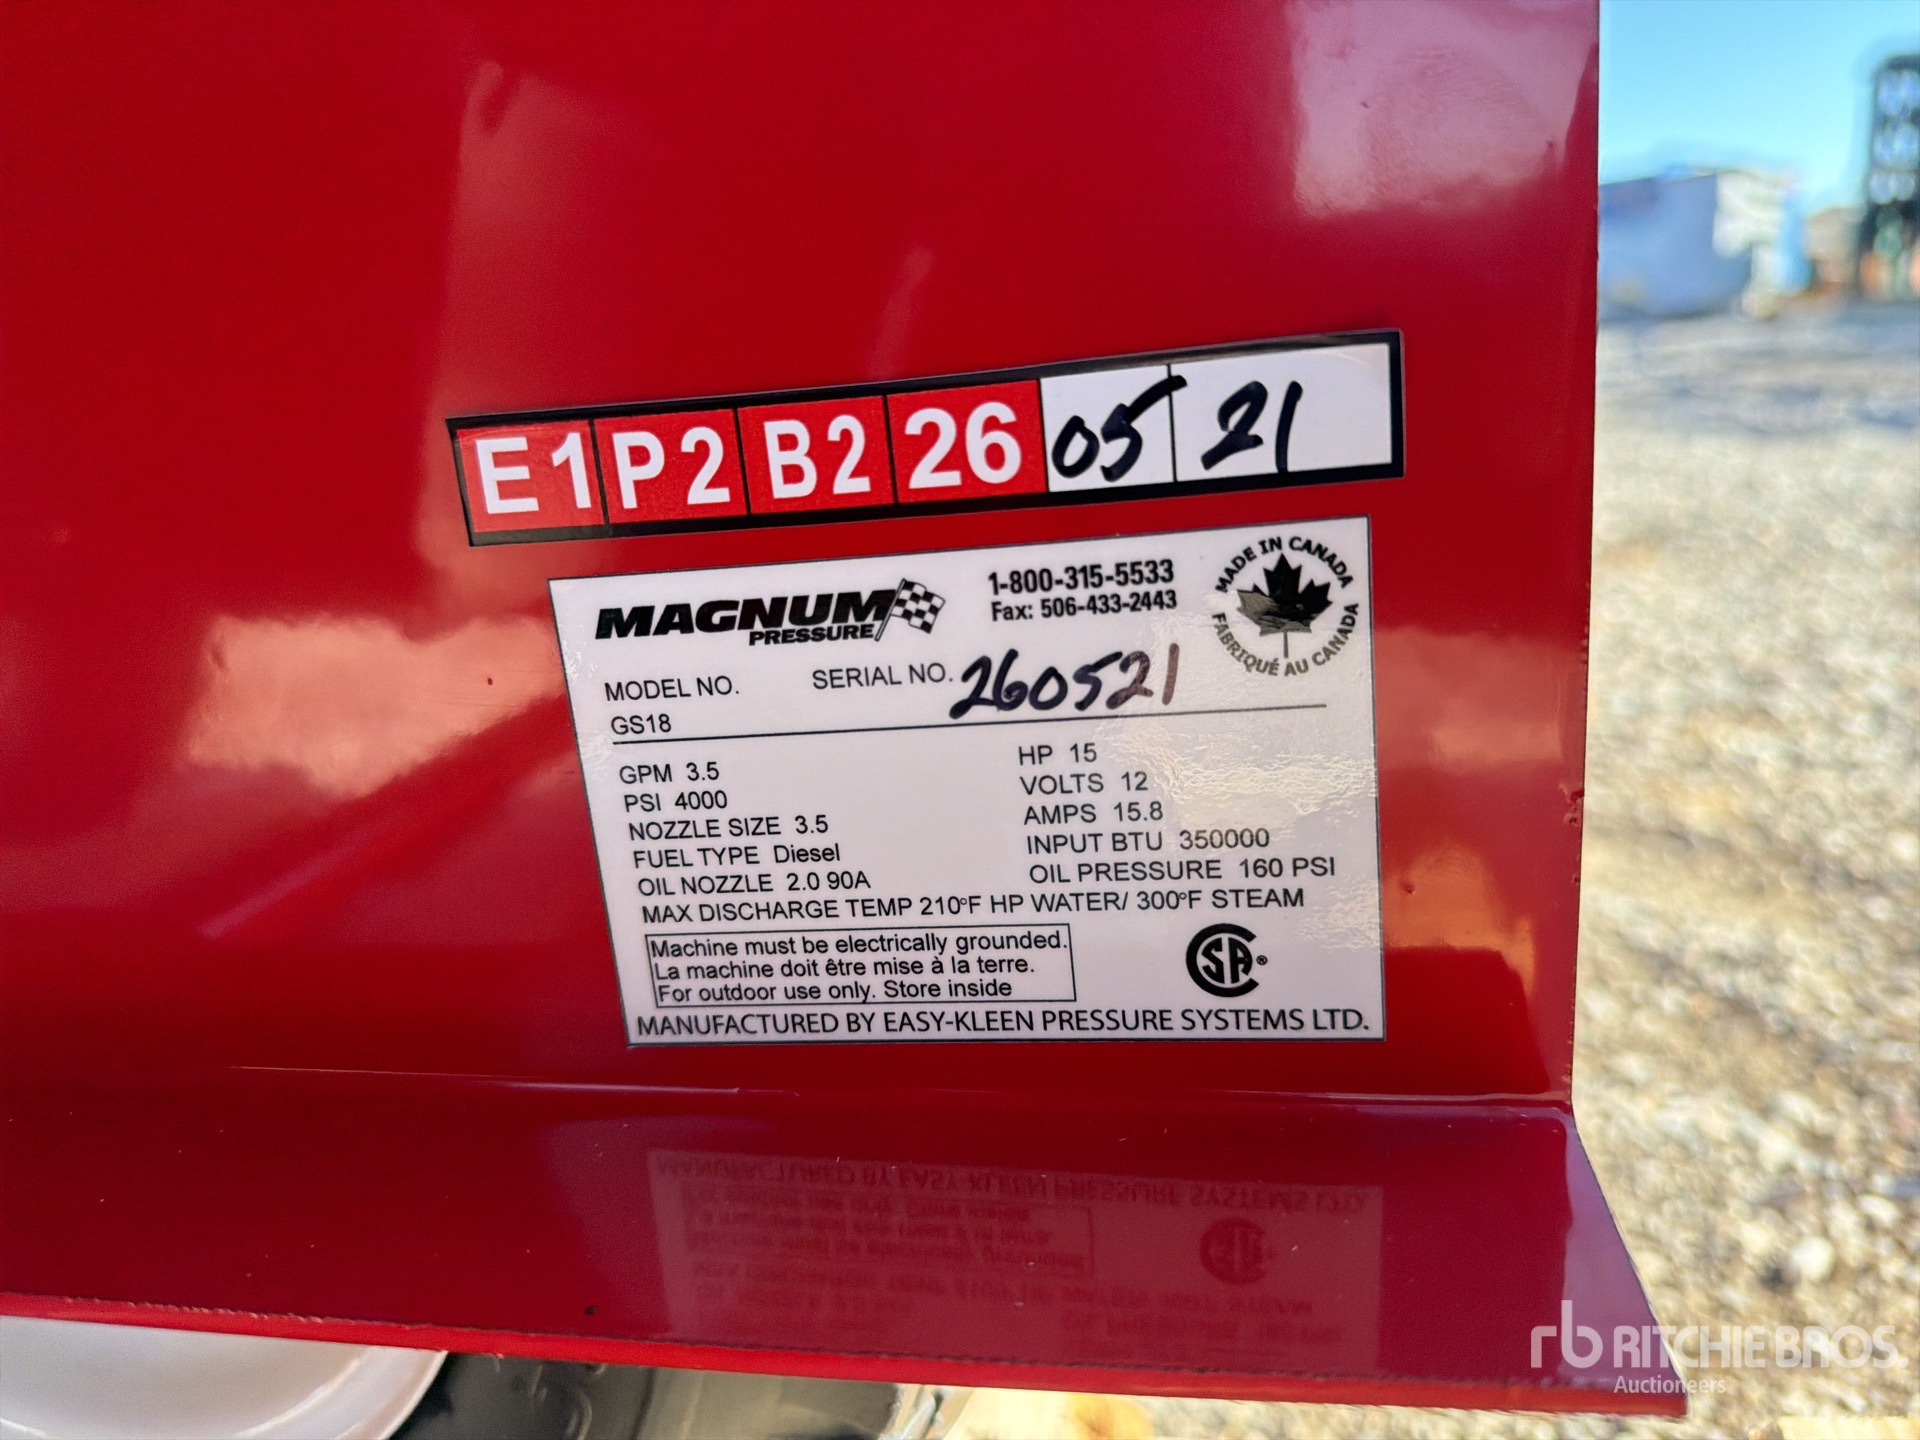 E1 P2 B2 26 05 21
MAGNUM
PRESSURE
1-800-315-5533
Fax: 506-433-2443
MADE IN CANADA
FABRIQUÉ AU CANADA
MODEL NO.
GS18
SERIAL NO. 260521
GPM 3.5
PSI 4000
NOZZLE SIZE 3.5
FUEL TYPE Diesel
OIL NOZZLE 2.0 90A
HP 15
VOLTS 12
AMPS 15.8
INPUT BTU 350000
OIL PRESSURE 160 PSI
MAX DISCHARGE TEMP 210°F HP WATER/ 300°F STEAM
Machine must be electrically grounded.
La machine doit être mise à la terre.
For outdoor use only. Store inside
CSA®
MANUFACTURED BY EASY-KLEEN PRESSURE SYSTEMS LTD.
rb RITCHIE BROS.
Auctioneers